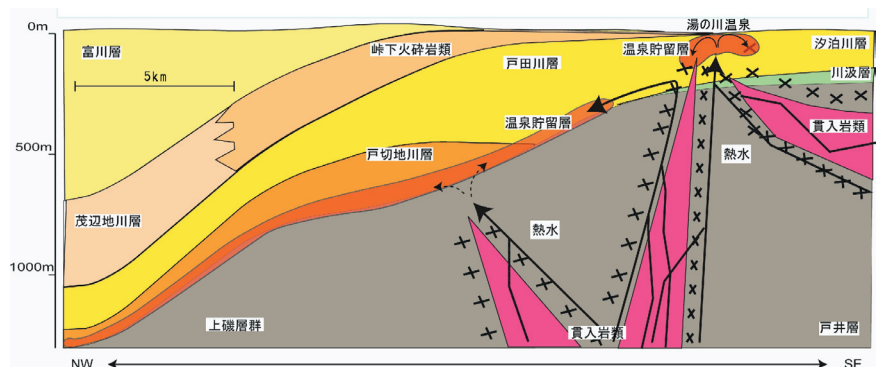 湯の川温泉
0m
富川層
峠下火砕岩類
戸田川層
温泉貯留層
汐泊川層
川汲層
5km
温泉貯留層
貫入岩類
500m
戸切地川層
熱水
茂辺地川層
熱水
1000m
上磯層群
貫入岩類
戸井層
NW
SE